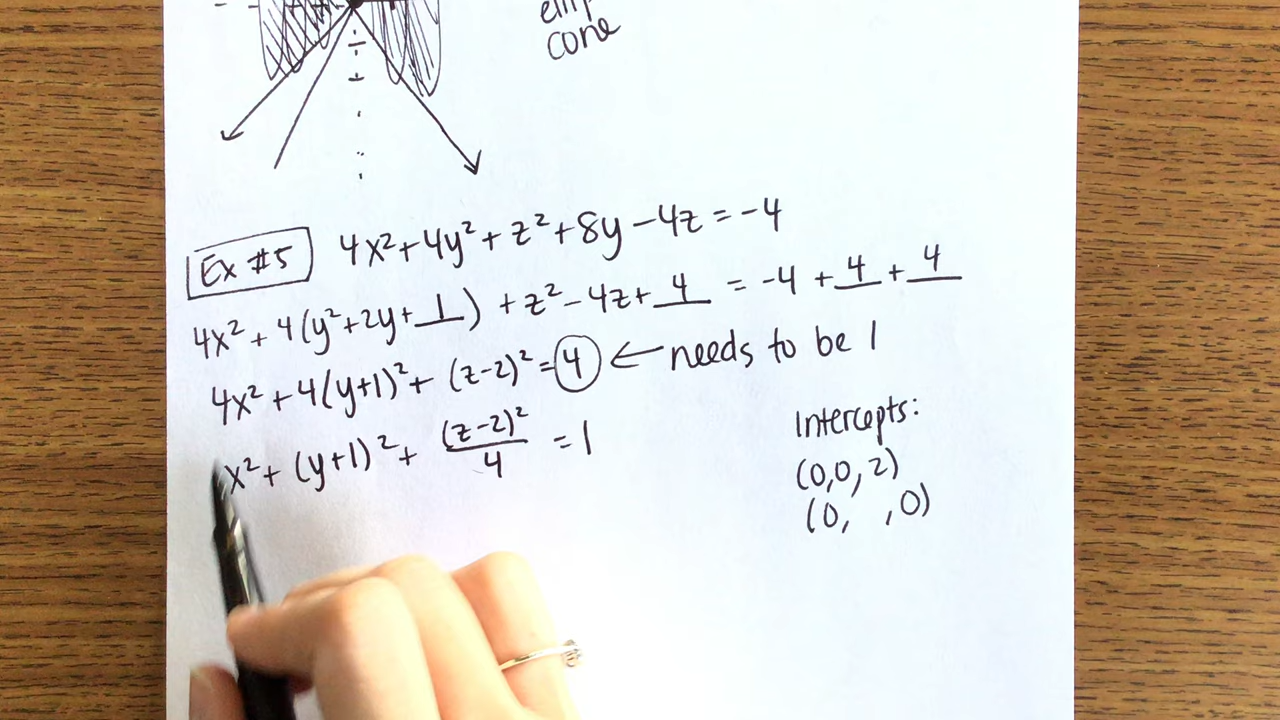 cone
Ex #5 4x²+4y²+z²+8y-4z=-4
4x²+4(y²+2y+1)+z²-4z+4=-4+4+4
4x²+4(y+1)²+(z-2)²=4 ← needs to be 1
x²+(y+1)²+(z-2)²/4=1
Intercepts:
(0,0,2)
(0, ,0)